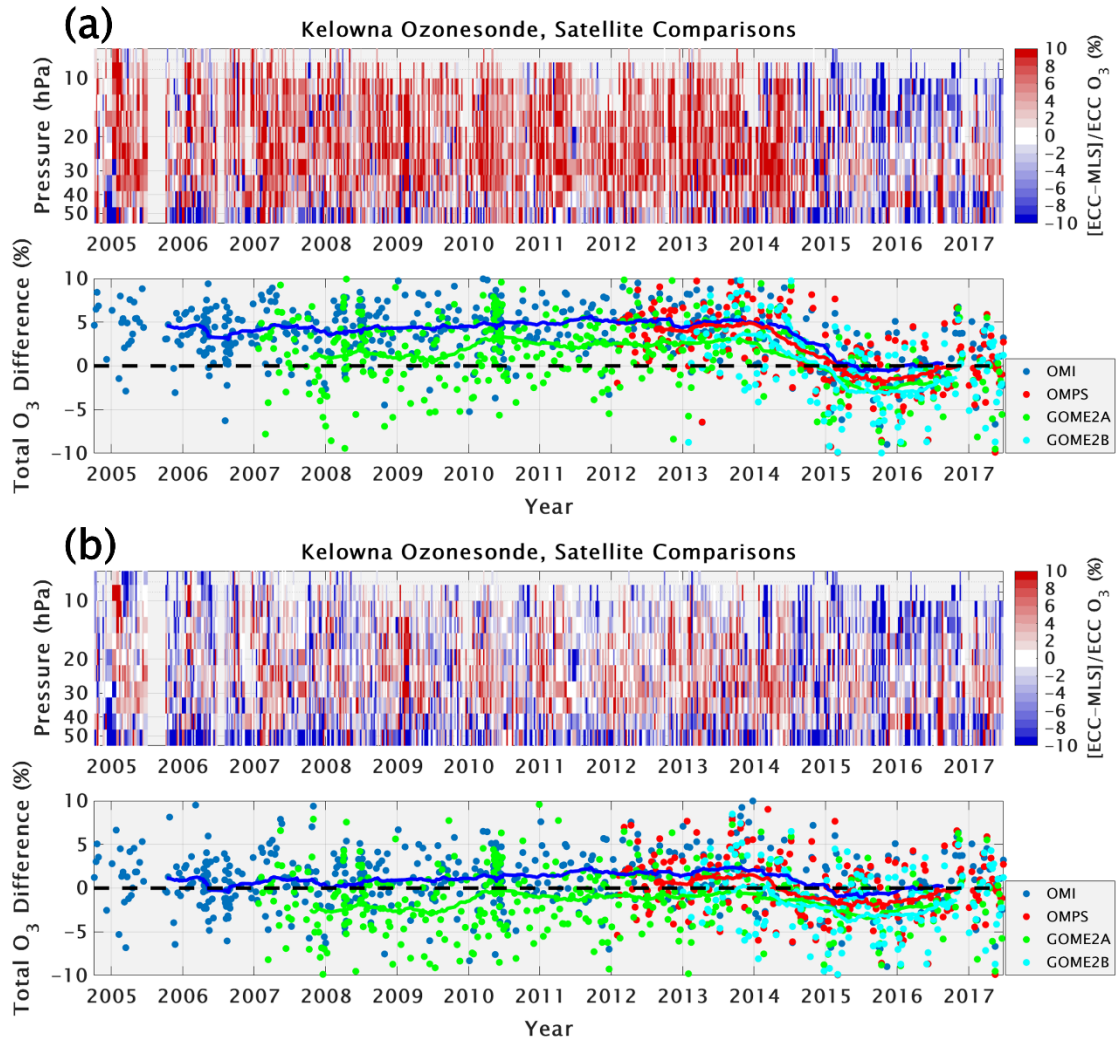 (a)
Kelowna Ozonesonde, Satellite Comparisons
Pressure (hPa)
10
20
30
40
50
2005 2006 2007 2008 2009 2010 2011 2012 2013 2014 2015 2016 2017
10
8
6
4
2
0
-2
-4
-6
-8
-10
[ECC-MLS]/ECC O3 (%)
Total O3 Difference (%)
10
5
0
-5
-10
2005 2006 2007 2008 2009 2010 2011 2012 2013 2014 2015 2016 2017
Year
OMI
OMPS
GOME2A
GOME2B
(b)
Kelowna Ozonesonde, Satellite Comparisons
Pressure (hPa)
10
20
30
40
50
2005 2006 2007 2008 2009 2010 2011 2012 2013 2014 2015 2016 2017
10
8
6
4
2
0
-2
-4
-6
-8
-10
[ECC-MLS]/ECC O3 (%)
Total O3 Difference (%)
10
5
0
-5
-10
2005 2006 2007 2008 2009 2010 2011 2012 2013 2014 2015 2016 2017
Year
OMI
OMPS
GOME2A
GOME2B